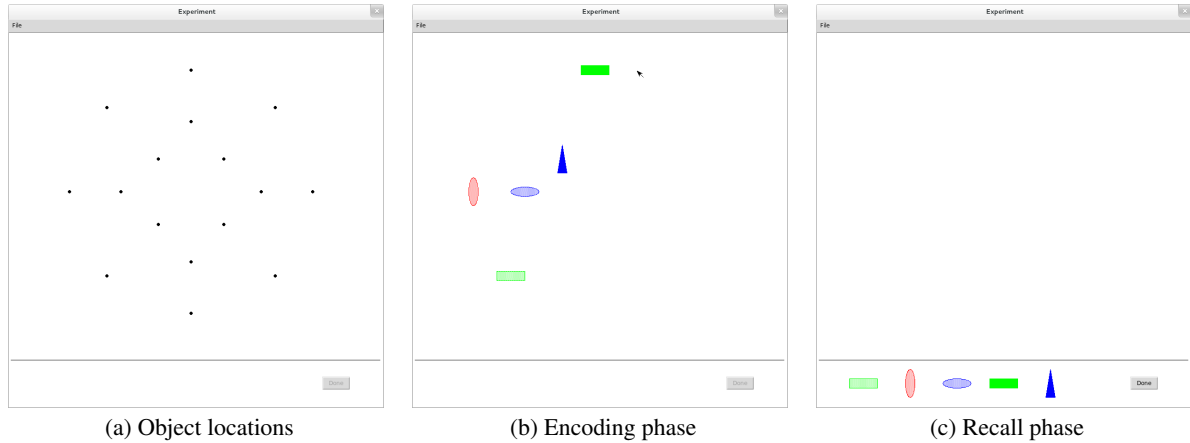 Experiment
×
File
Done
(a) Object locations
Experiment
×
File
Done
(b) Encoding phase
Experiment
×
File
Done
(c) Recall phase